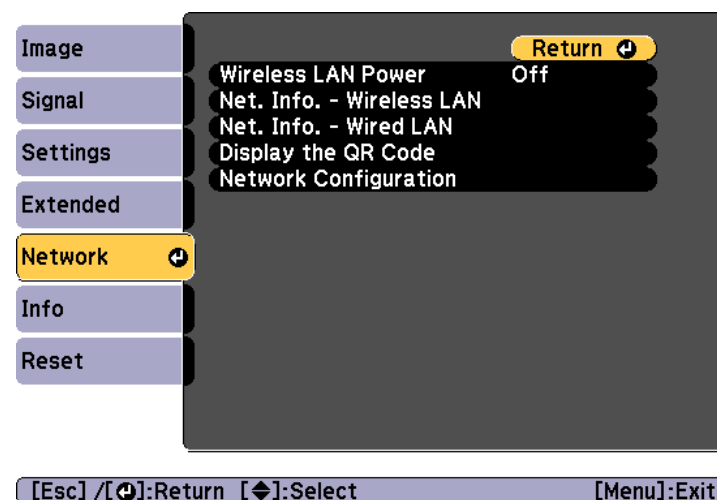 Image
Signal
Settings
Extended
Network
Info
Reset
Return
Wireless LAN Power Off
Net. Info. - Wireless LAN
Net. Info. - Wired LAN
Display the QR Code
Network Configuration
[Esc] /[⏎]:Return [◆]:Select [Menu]:Exit